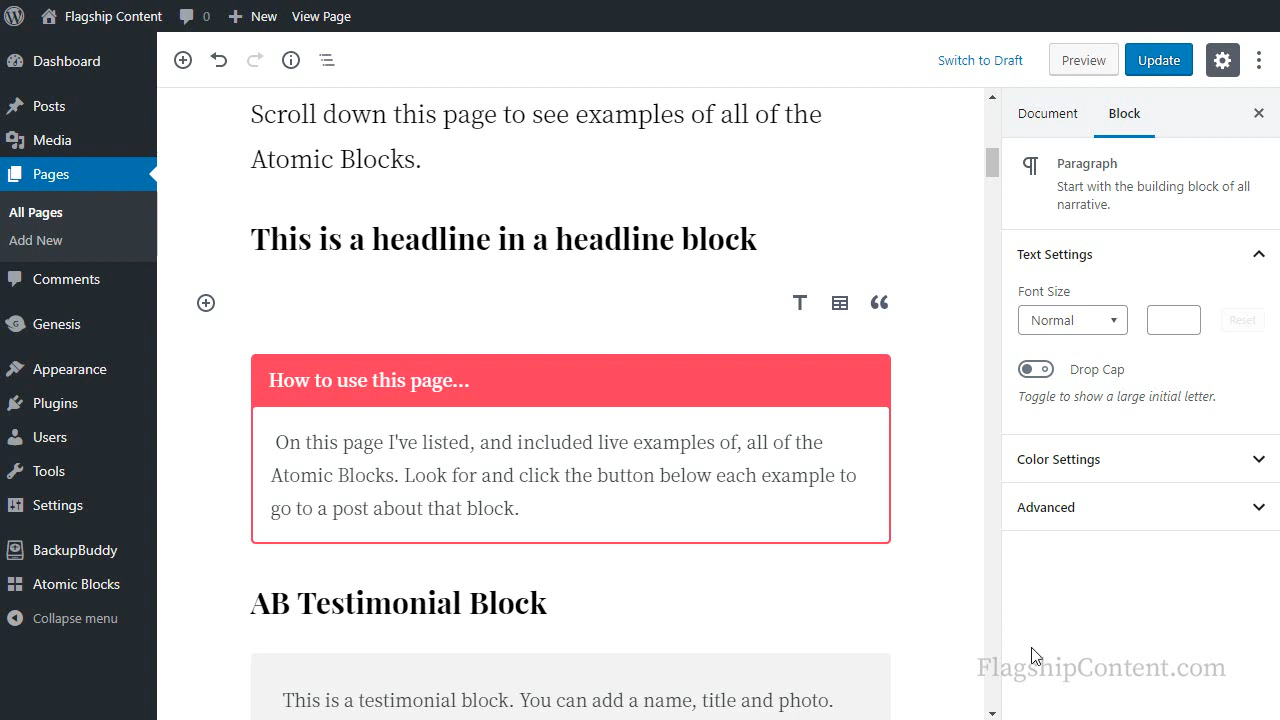 Flagship Content 0 New View Page
Dashboard
Posts
Media
Pages
All Pages
Add New
Comments
Genesis
Appearance
Plugins
Users
Tools
Settings
BackupBuddy
Atomic Blocks
Collapse menu
Switch to Draft Preview Update
Scroll down this page to see examples of all of the
Atomic Blocks.
This is a headline in a headline block
How to use this page...
On this page I've listed, and included live examples of, all of the
Atomic Blocks. Look for and click the button below each example to
go to a post about that block.
AB Testimonial Block
This is a testimonial block. You can add a name, title and photo.
Document Block
Paragraph
Start with the building block of all
narrative.
Text Settings
Font Size
Normal Reset
Drop Cap
Toggle to show a large initial letter.
Color Settings
Advanced
FlagshipContent.com